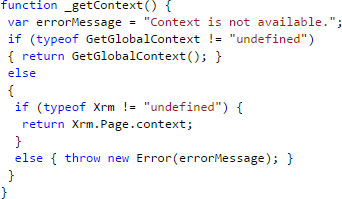 function _getContext() {
 var errorMessage = "Context is not available.";
 if (typeof GetGlobalContext != "undefined")
 { return GetGlobalContext(); }
 else
 {
  if (typeof Xrm != "undefined") {
   return Xrm.Page.context;
  }
  else { throw new Error(errorMessage); }
 }
}